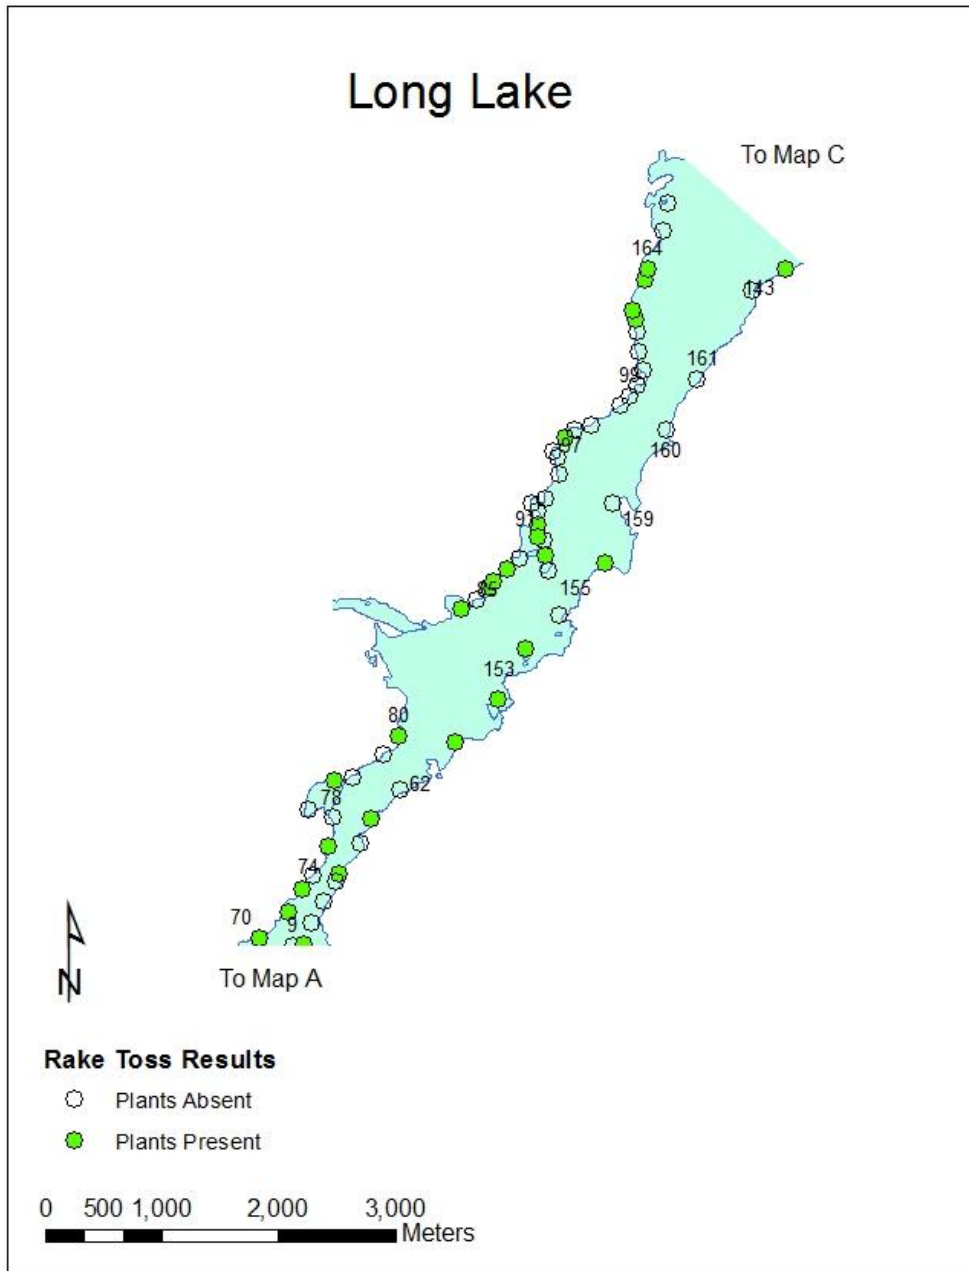 Long Lake
To Map C
164
143
161
99
97
160
91
159
85
155
153
80
62
78
74
70
9
To Map A
N
Rake Toss Results
Plants Absent
Plants Present
0 500 1,000 2,000 3,000
Meters